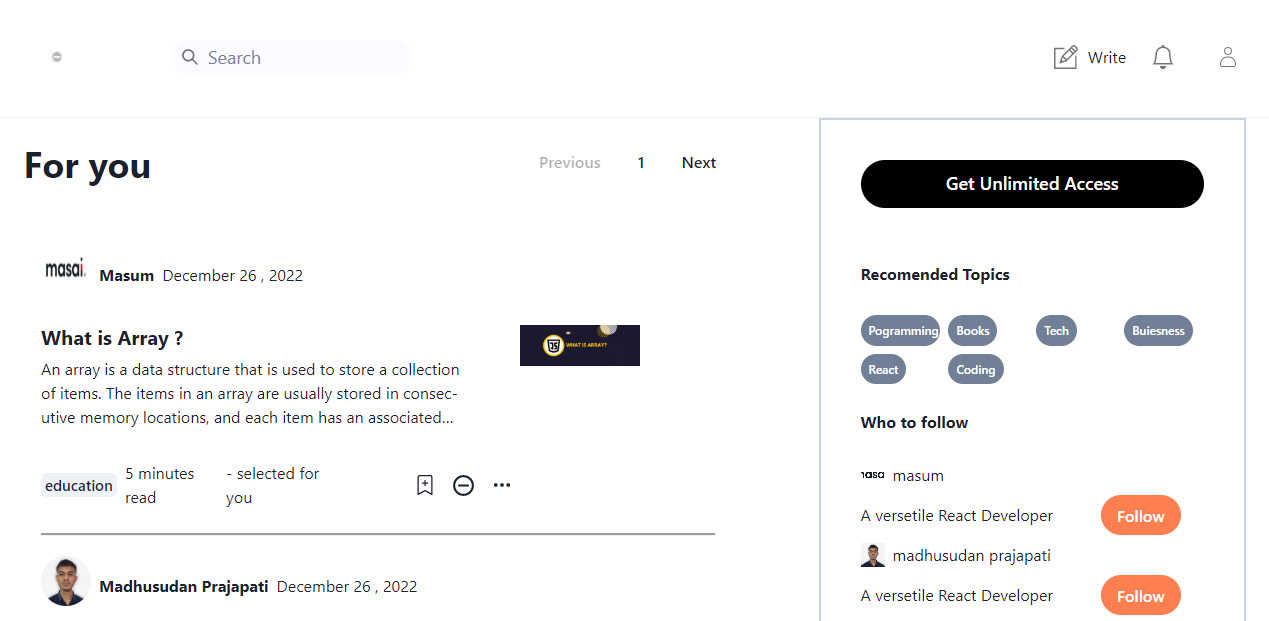 Search
Write
For you
Previous 1 Next
masai.
Masum December 26 , 2022
What is Array ?
An array is a data structure that is used to store a collection
of items. The items in an array are usually stored in consec-
utive memory locations, and each item has an associated...
WHAT IS ARRAY?
education 5 minutes
read
- selected for
you
Madhusudan Prajapati December 26 , 2022
Get Unlimited Access
Recomended Topics
Pogramming Books Tech Buiesness
React Coding
Who to follow
masum
A versetile React Developer Follow
madhusudan prajapati
A versetile React Developer Follow